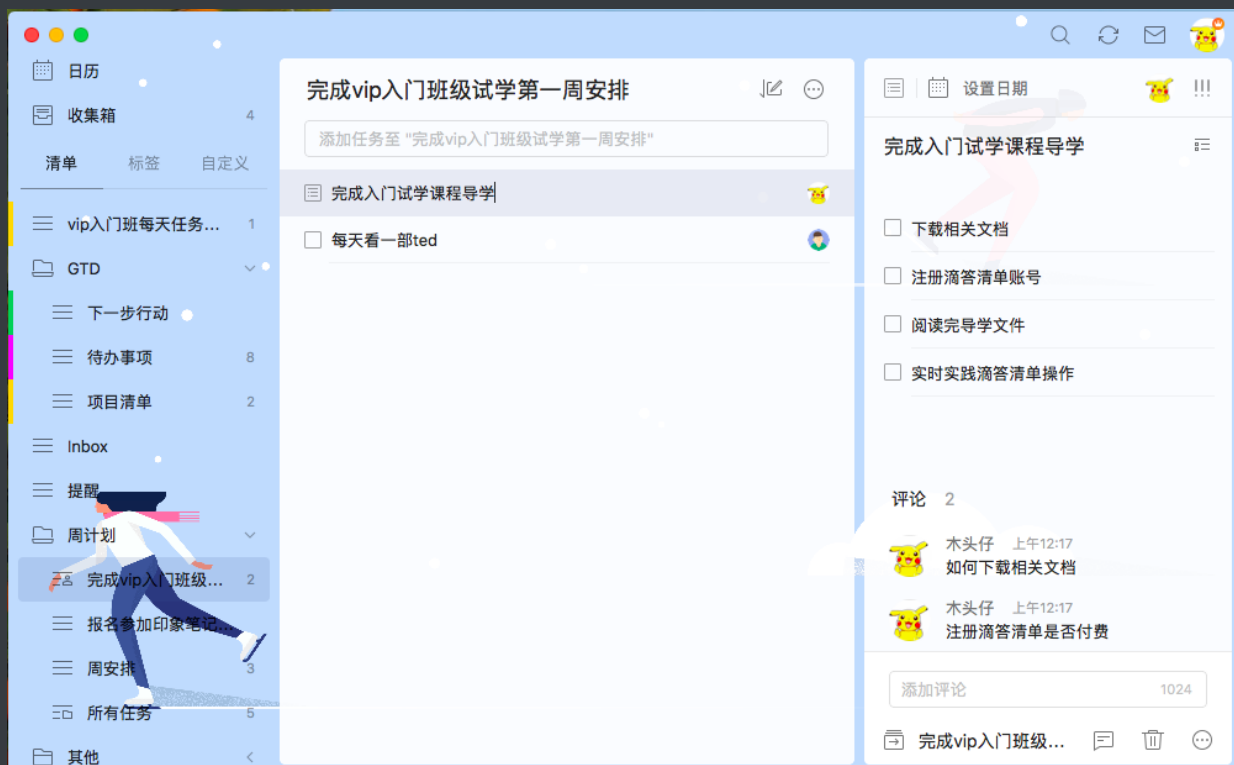 日历
收集箱 4
清单 标签 自定义
vip入门班每天任务... 1
GTD
下一步行动
待办事项 8
项目清单 2
Inbox
提醒
周计划
完成vip入门班级... 2
报名参加印象笔记...
周安排 3
所有任务 5
其他
完成vip入门班级试学第一周安排
添加任务至 "完成vip入门班级试学第一周安排"
完成入门试学课程导学
每天看一部ted
设置日期
完成入门试学课程导学
下载相关文档
注册滴答清单账号
阅读完导学文件
实时实践滴答清单操作
评论 2
木头仔 上午12:17
如何下载相关文档
木头仔 上午12:17
注册滴答清单是否付费
添加评论 1024
完成vip入门班级...